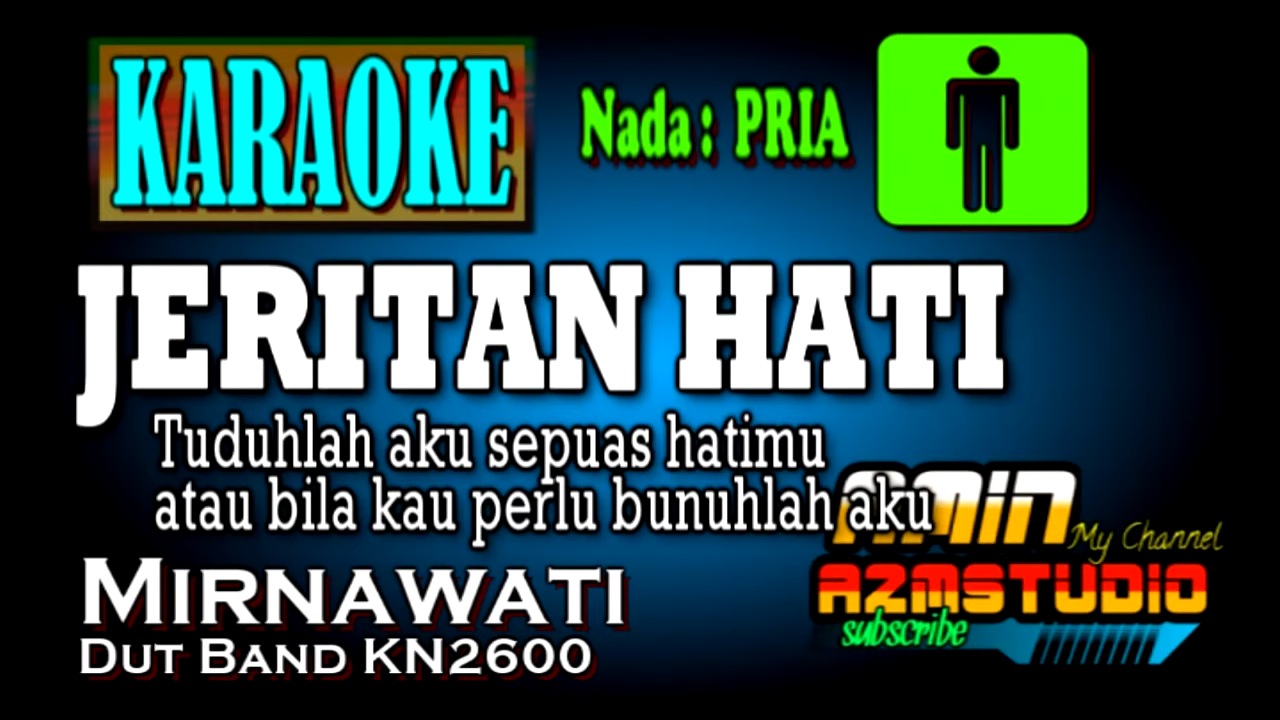 KARAOKE
Nada : PRIA
JERITAN HATI
Tuduhlah aku sepuas hatimu
atau bila kau perlu bunuhlah aku
AMiN
My Channel
AZMSTUDiO
subscribe
MIRNAWATI
DUT BAND KN2600